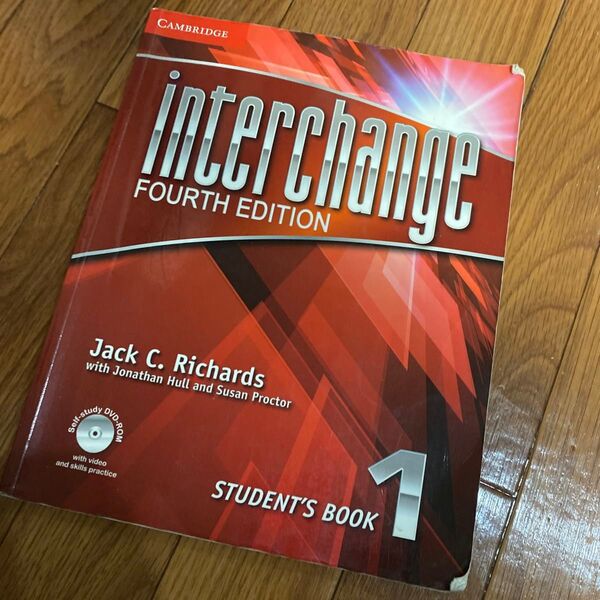 CAMBRIDGE
interchange
FOURTH EDITION
Jack C. Richards
with Jonathan Hull and Susan Proctor
Self-study DVD-ROM
with video
and skills practice
STUDENT'S BOOK 1